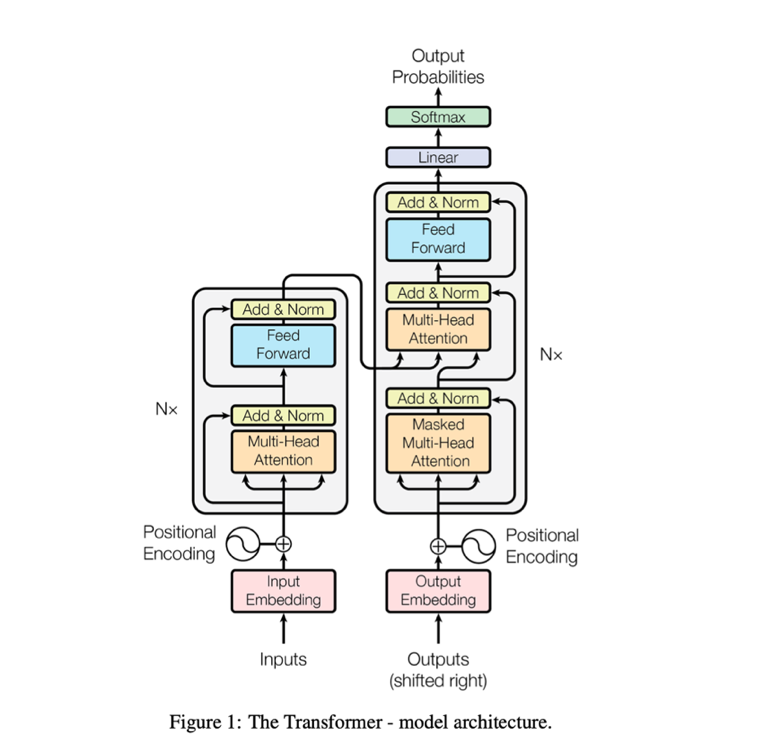 Output
Probabilities
Softmax
Linear
Add & Norm
Feed
Forward
Add & Norm
Multi-Head
Attention
Add & Norm
Masked
Multi-Head
Attention
Nx
Add & Norm
Feed
Forward
Add & Norm
Multi-Head
Attention
Nx
Positional
Encoding
Positional
Encoding
Input
Embedding
Output
Embedding
Inputs
Outputs
(shifted right)
Figure 1: The Transformer - model architecture.